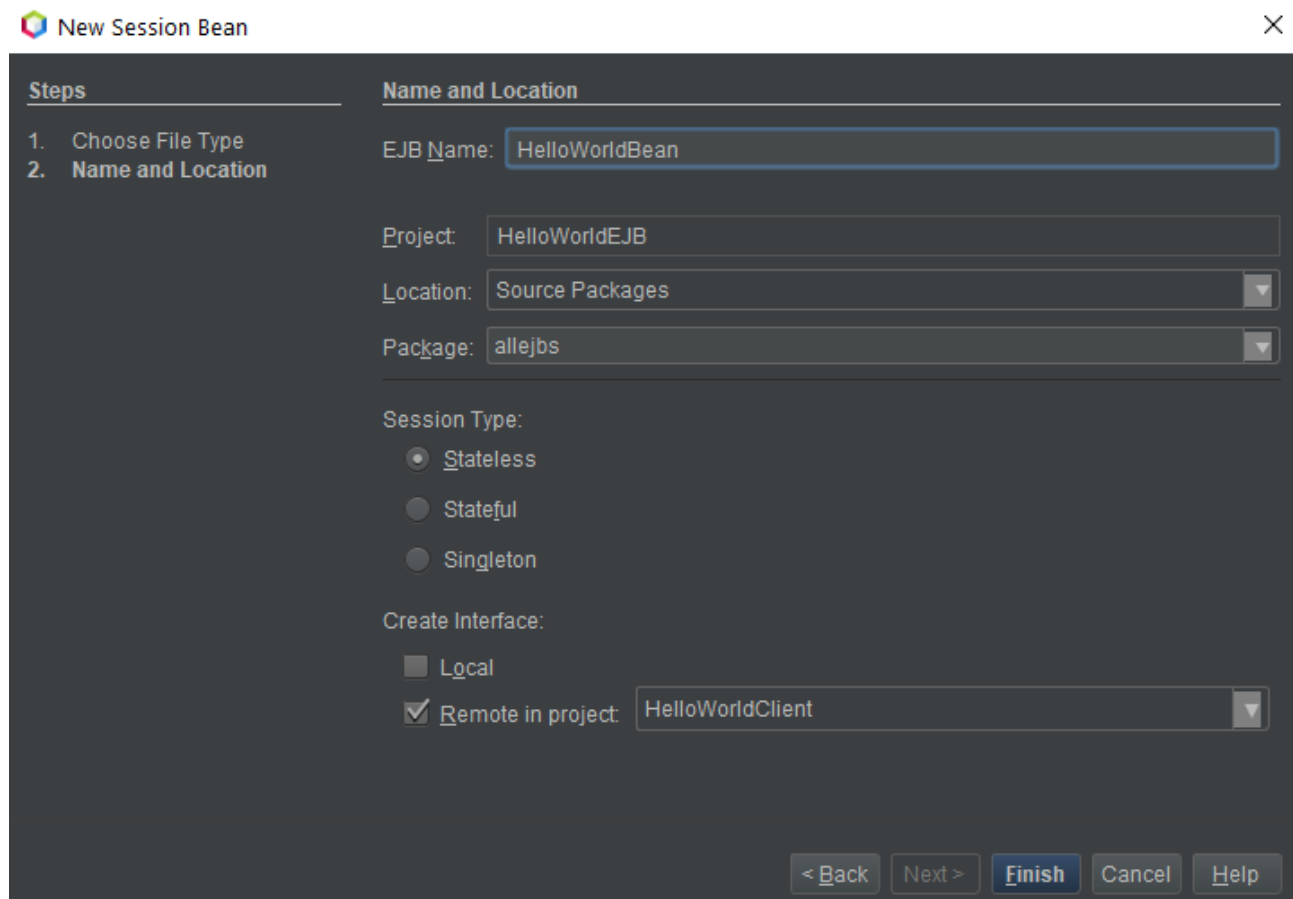 New Session Bean
Steps
1. Choose File Type
2. Name and Location
Name and Location
EJB Name: HelloWorldBean
Project: HelloWorldEJB
Location: Source Packages
Package: allejbs
Session Type:
Stateless
Stateful
Singleton
Create Interface:
Local
Remote in project: HelloWorldClient
< Back Next > Finish Cancel Help